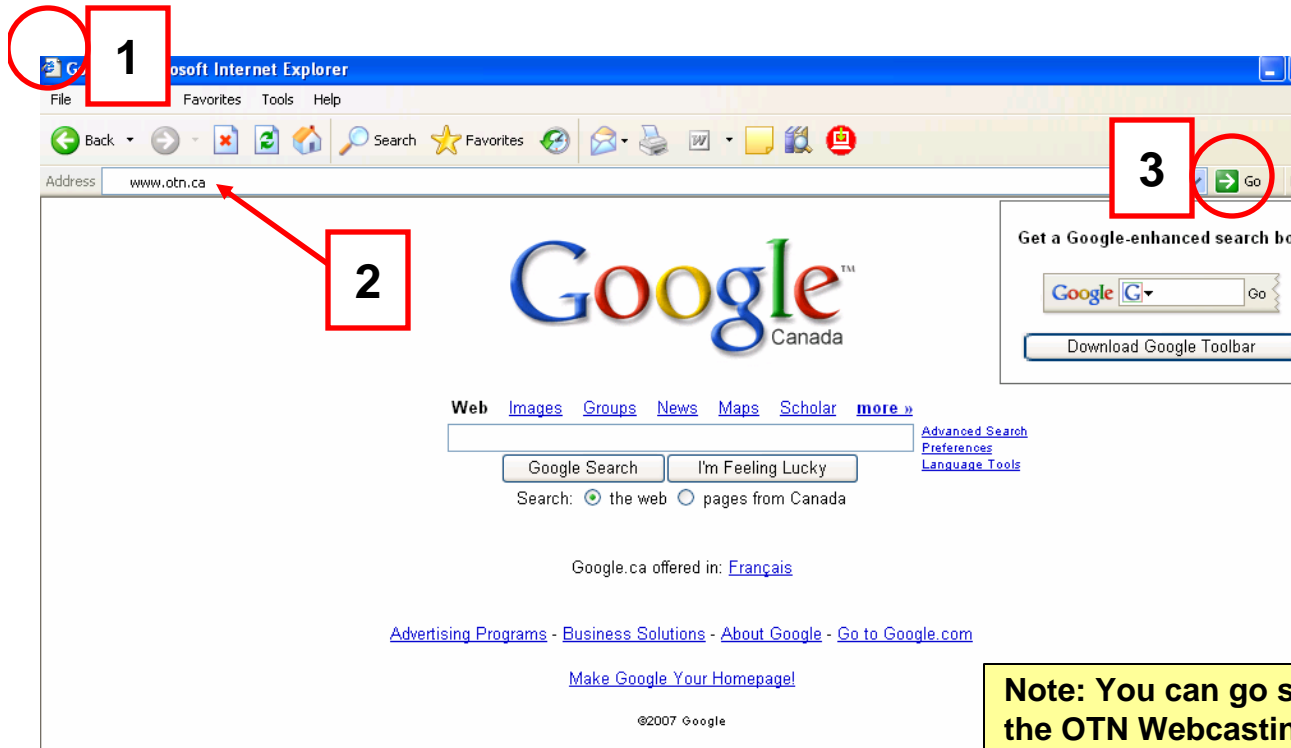 1
osoft Internet Explorer
File Favorites Tools Help
Back Search Favorites
Address www.otn.ca
3
Go
2
Get a Google-enhanced search
Google G Go
Download Google Toolbar
Google™
Canada
Web Images Groups News Maps Scholar more »
Advanced Search
Preferences
Language Tools
Google Search I'm Feeling Lucky
Search: the web pages from Canada
Google.ca offered in: Français
Advertising Programs - Business Solutions - About Google - Go to Google.com
Make Google Your Homepage!
©2007 Google
Note: You can go
the OTN